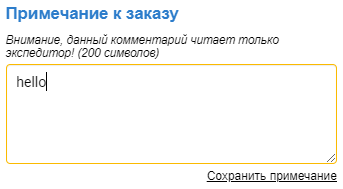 Примечание к заказу
Внимание, данный комментарий читает только
экспедитор! (200 символов)
hello
Сохранить примечание